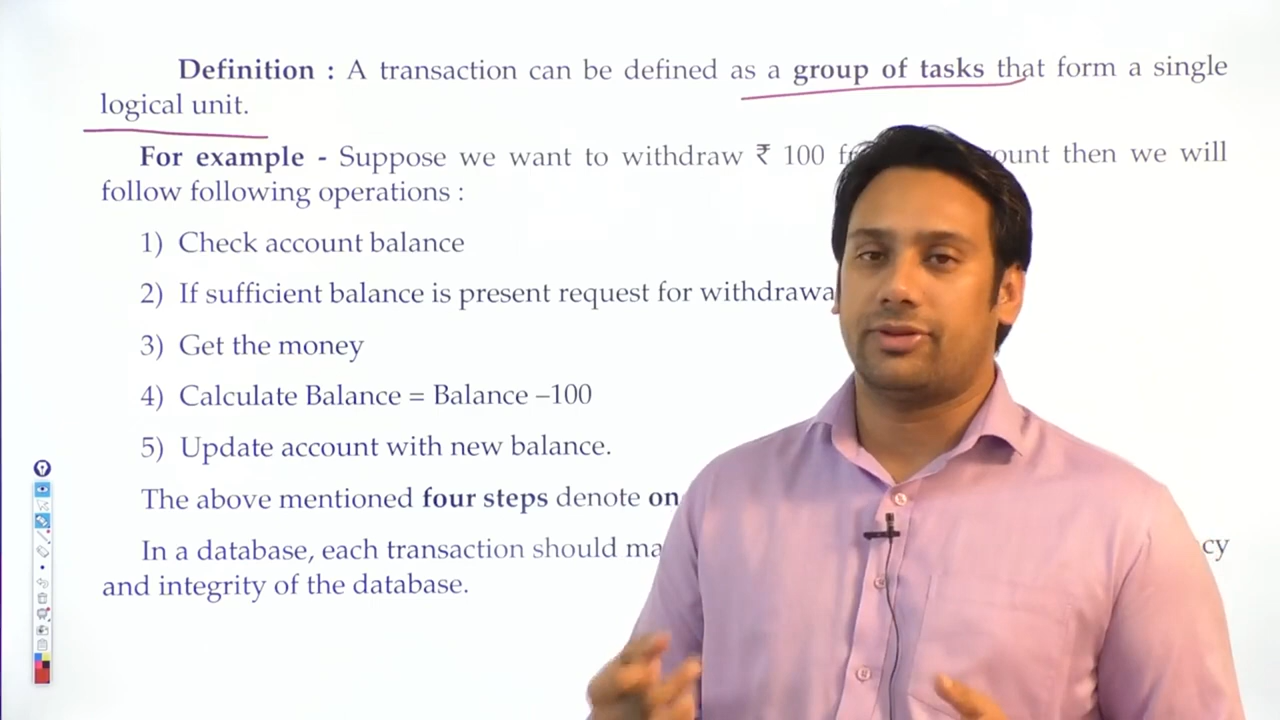 Definition : A transaction can be defined as a group of tasks that form a single
logical unit.
For example - Suppose we want to withdraw ₹ 100 ount then we will
follow following operations :
1) Check account balance
2) If sufficient balance is present request for withdrawa
3) Get the money
4) Calculate Balance = Balance –100
5) Update account with new balance.
The above mentioned four steps denote on
In a database, each transaction should ma cy
and integrity of the database.